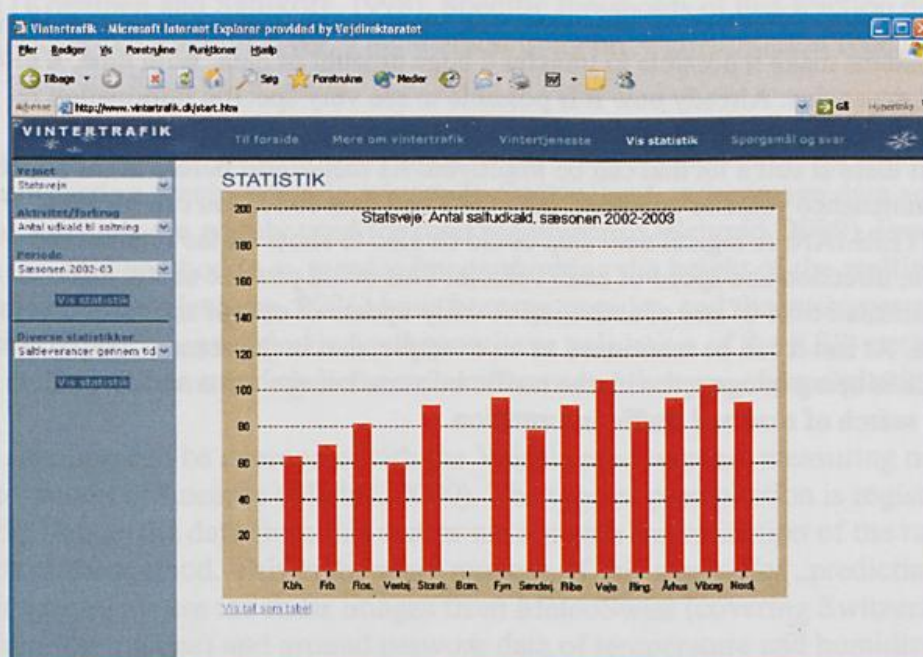 Vintertrafik - Microsoft Internet Explorer provided by Vejdirektoratet
Filer Rediger Vis Foretrukne Funktioner Hjælp
Tilbage Søg Foretrukne Medier
Adresse http://www.vintertrafik.dk/start.htm Gå Hyperlinks
VINTERTRAFIK Til forside Mere om vintertrafik Vintertjeneste Vis statistik Spørgsmål og svar
Vejnet
Statsveje
Aktivitet/forbrug
Antal udkald til saltning
Periode
Sæsonen 2002-03
Vis statistik
Diverse statistikker
Saltleverancer gennem tid
Vis statistik
STATISTIK
Statsveje: Antal saltudkald, sæsonen 2002-2003
200
180
160
140
120
100
80
60
40
20
Kbh. Frb. Ros. Vestsj. Storstr. Born. Fyn Sønderj. Ribe Vejle Ring. Århus Viborg Nordj.
Vis tal som tabel